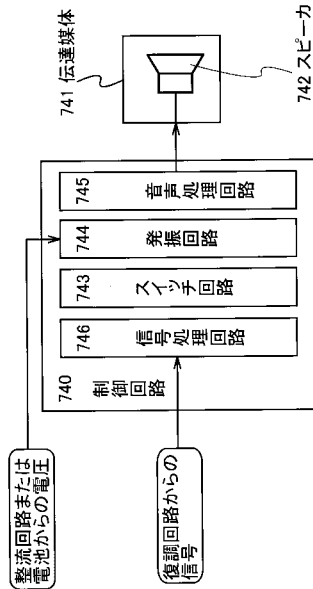 整流回路または
電池からの電圧
復調回路からの
信号
740
制御回路
746
信号処理回路
743
スイッチ回路
744
発振回路
745
音声処理回路
741 伝達媒体
742 スピーカ